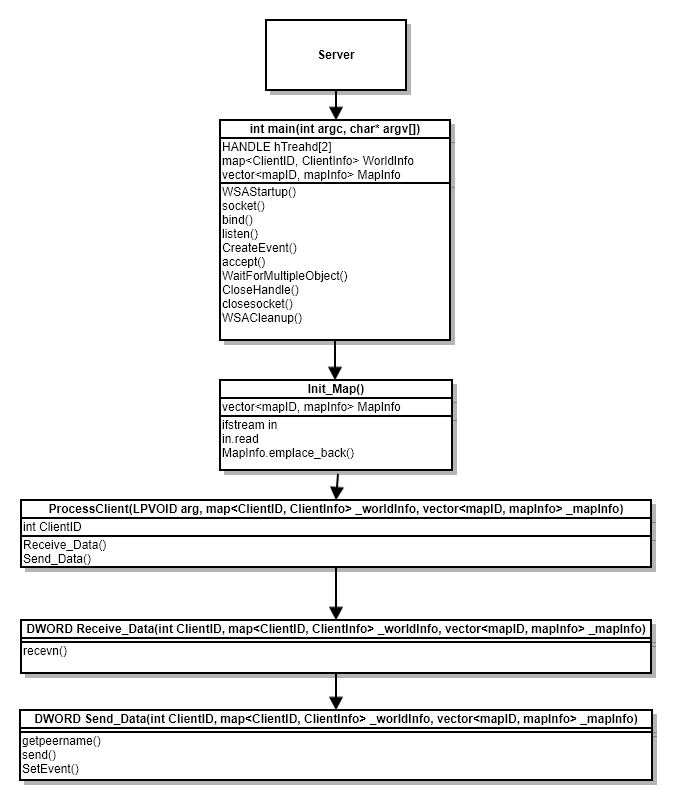 Server
int main(int argc, char* argv[])
HANDLE hTreahd[2]
map<ClientID, ClientInfo> WorldInfo
vector<mapID, mapInfo> MapInfo
WSAStartup()
socket()
bind()
listen()
CreateEvent()
accept()
WaitForMultipleObject()
CloseHandle()
closesocket()
WSACleanup()
Init_Map()
vector<mapID, mapInfo> MapInfo
ifstream in
in.read
MapInfo.emplace_back()
ProcessClient(LPVOID arg, map<ClientID, ClientInfo> _worldInfo, vector<mapID, mapInfo> _mapInfo)
int ClientID
Receive_Data()
Send_Data()
DWORD Receive_Data(int ClientID, map<ClientID, ClientInfo> _worldInfo, vector<mapID, mapInfo> _mapInfo)
recevn()
DWORD Send_Data(int ClientID, map<ClientID, ClientInfo> _worldInfo, vector<mapID, mapInfo> _mapInfo)
getpeername()
send()
SetEvent()